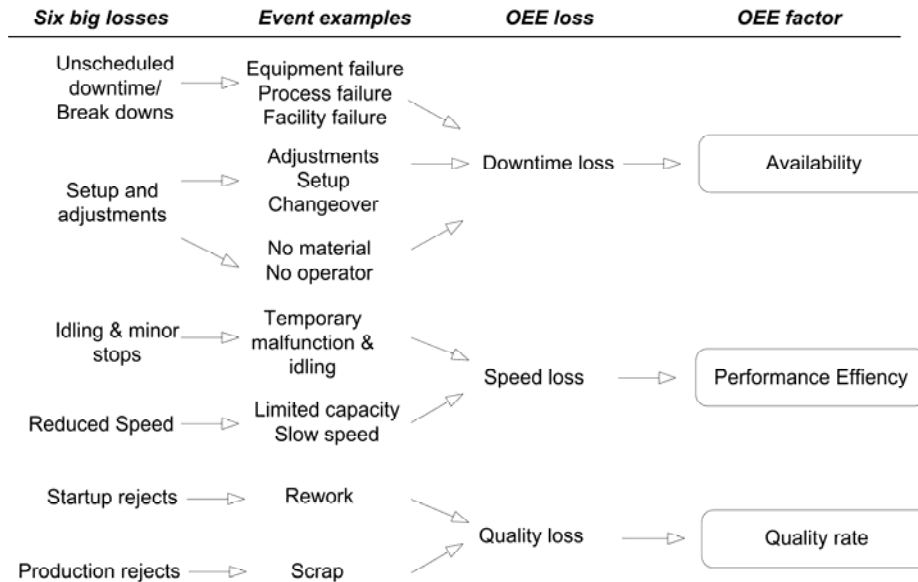 Six big losses Event examples OEE loss OEE factor
Unscheduled
downtime/
Break downs
Equipment failure
Process failure
Facility failure
Setup and
adjustments
Adjustments
Setup
Changeover
No material
No operator
Downtime loss
Availability
Idling & minor
stops
Temporary
malfunction &
idling
Reduced Speed
Limited capacity
Slow speed
Speed loss
Performance Effiency
Startup rejects
Rework
Production rejects
Scrap
Quality loss
Quality rate